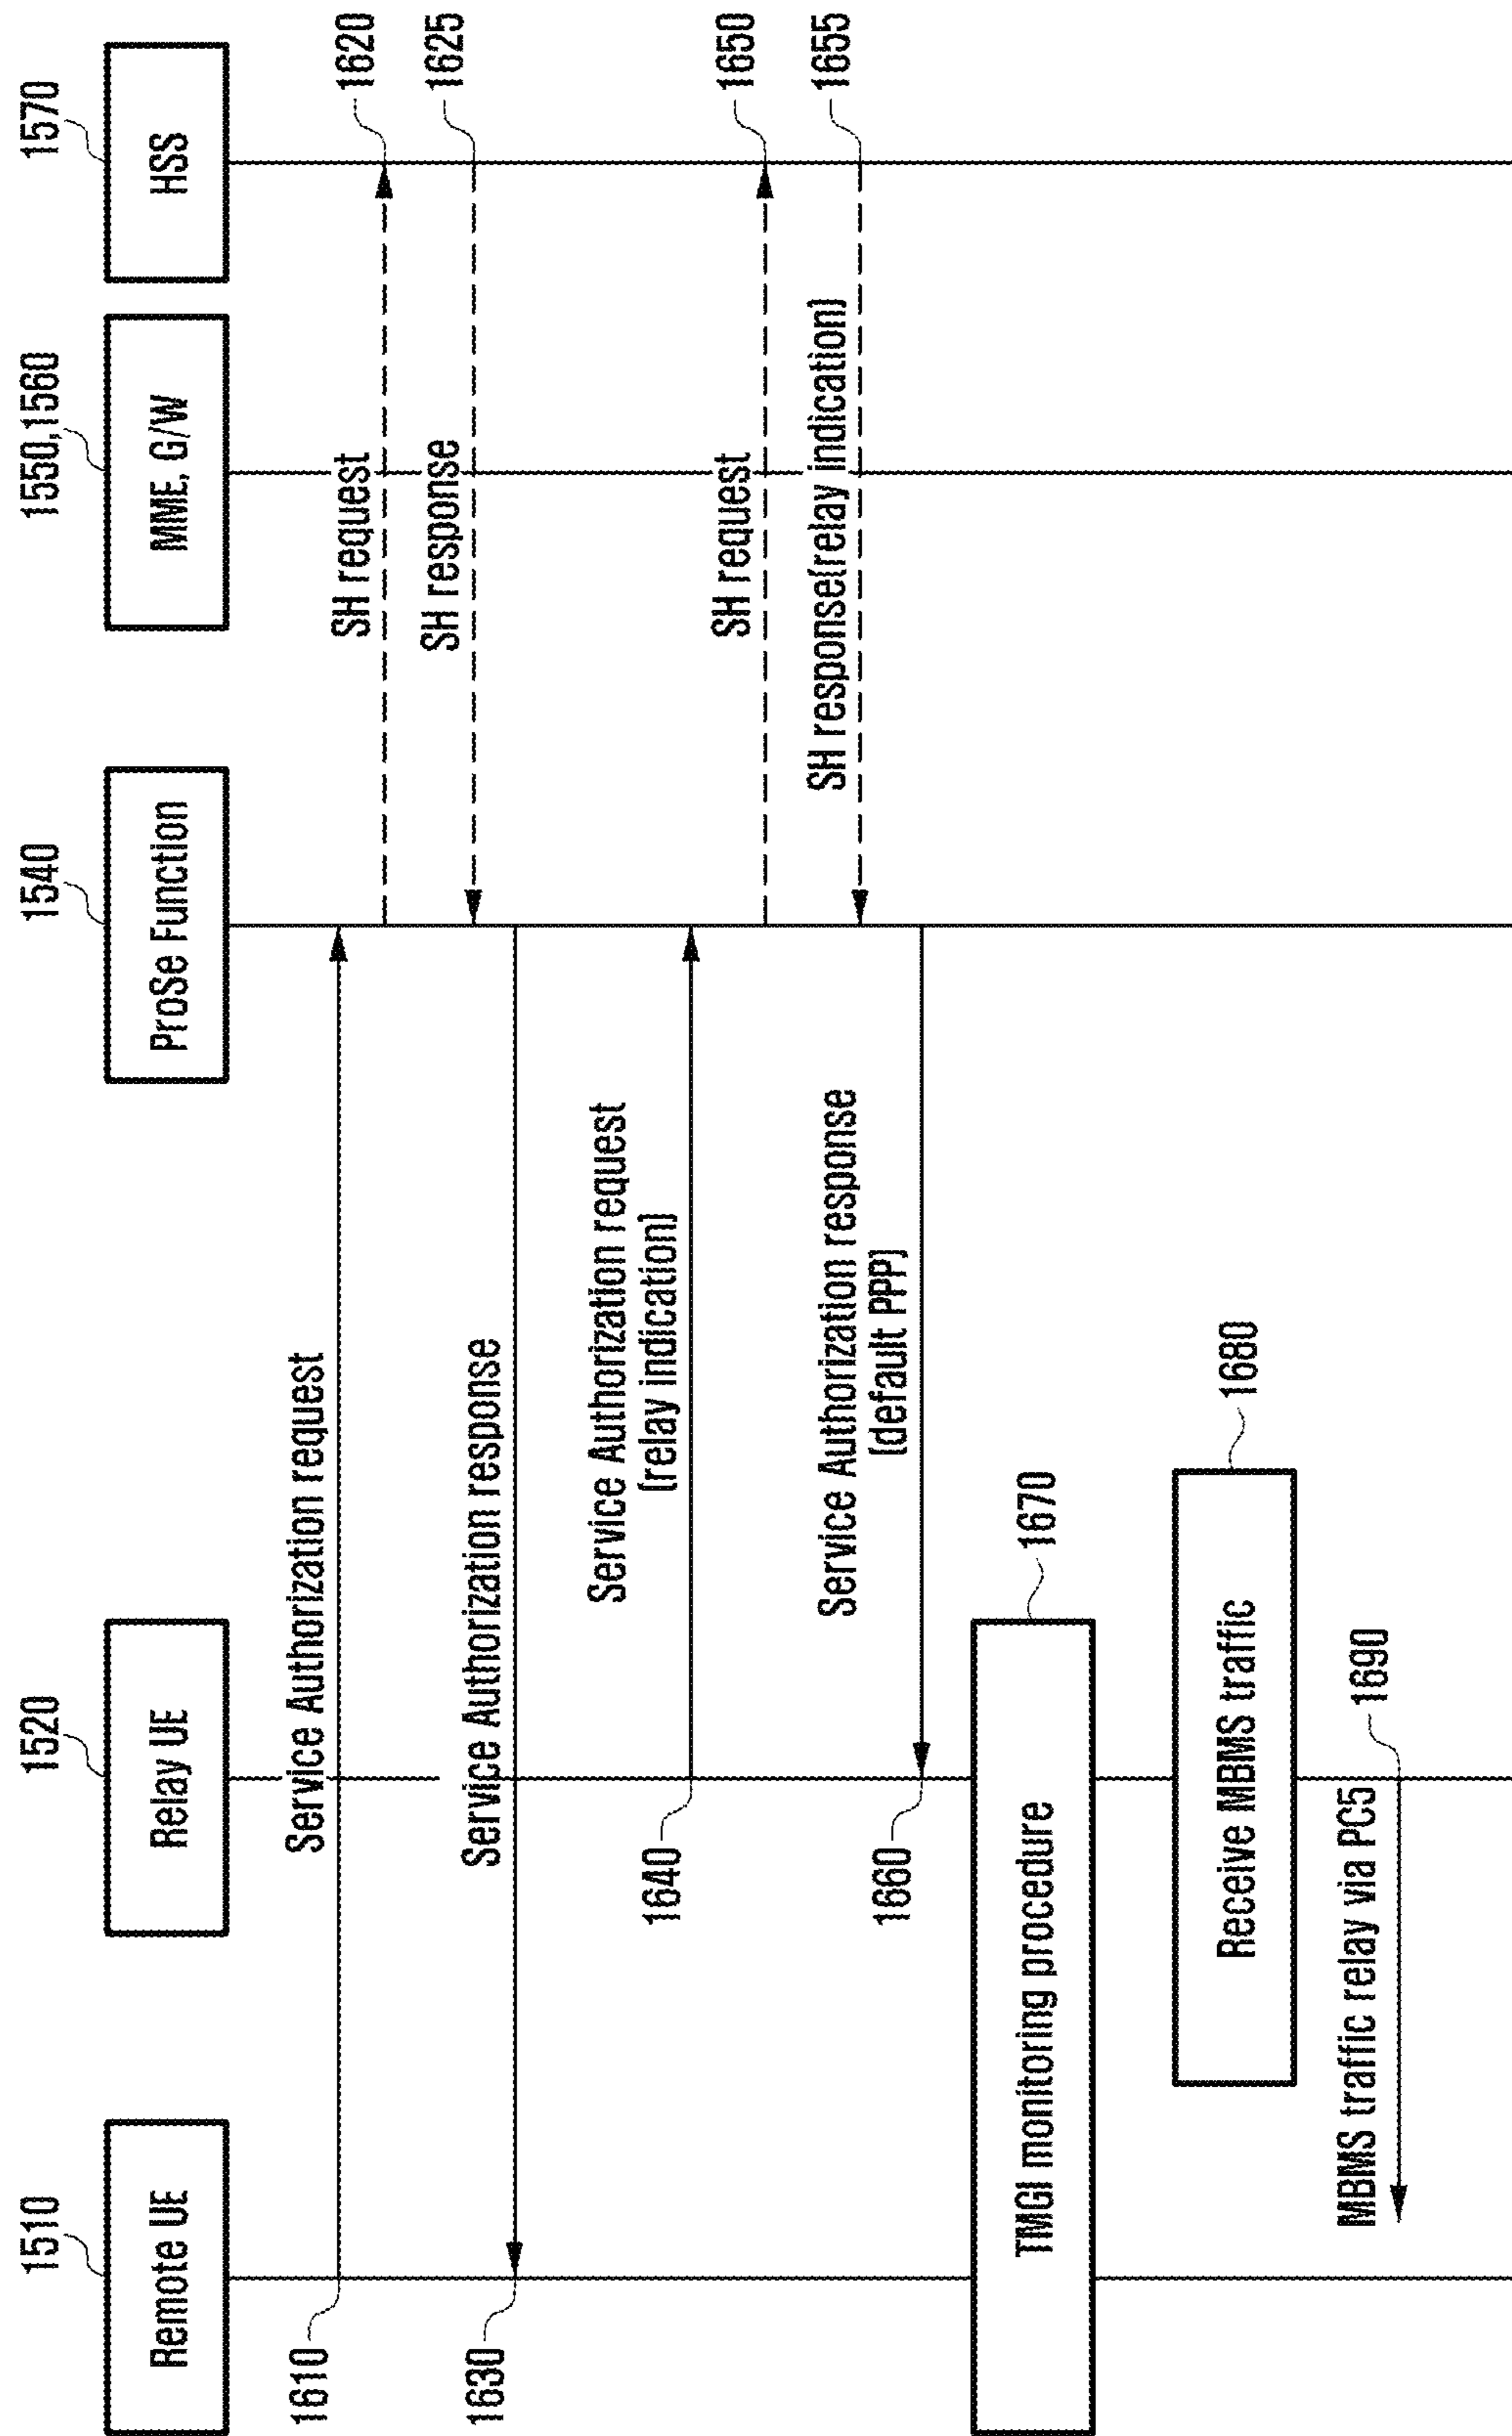 1510
1520
1540
1550,1560
1570
Remote UE
Relay UE
ProSe Function
MME, G/W
HSS
1610
Service Authorization request
SH request
1620
SH response
1625
1630
Service Authorization response
Service Authorization request
(relay indication)
1640
SH request
1650
SH response(relay indication)
1655
Service Authorization response
(default PPP)
1660
TMGI monitoring procedure
1670
Receive MBMS traffic
1680
MBMS traffic relay via PC5
1690